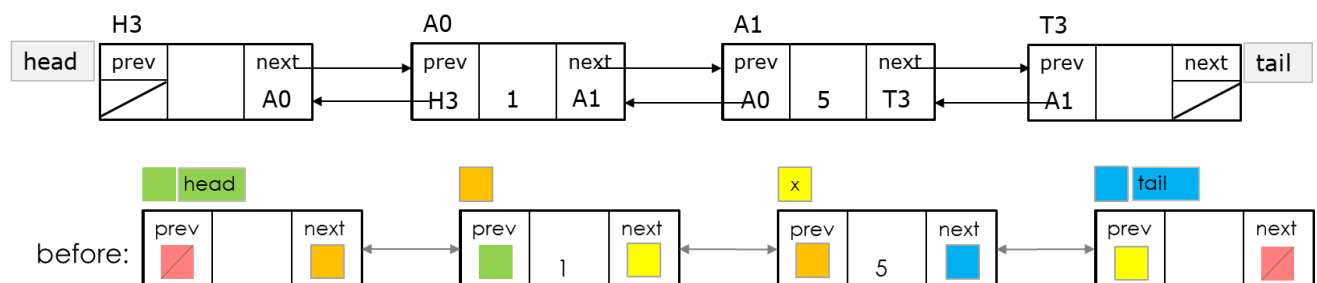 H3 A0 A1 T3
head prev next prev next prev next prev next tail
A0 H3 1 A1 A0 5 T3 A1
head x tail
prev next prev next prev next prev next
before: 1 5